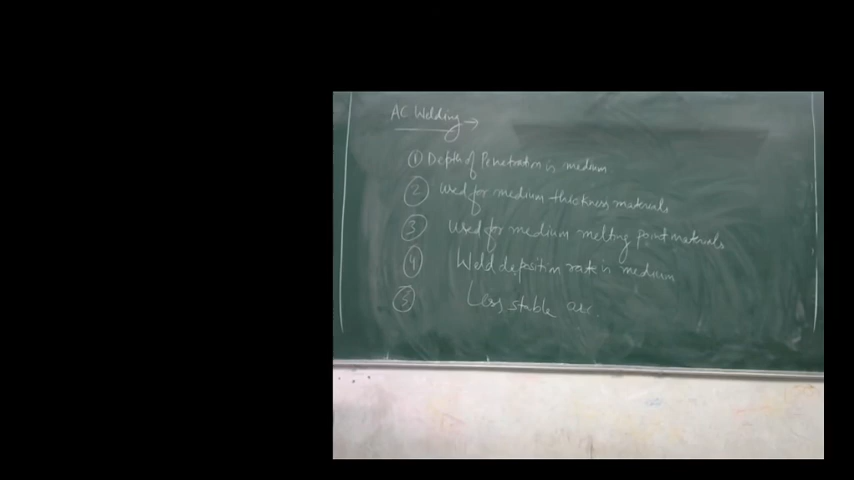 AC Welding →
① Depth of Penetration is medium
② Used for medium thickness materials
③ Used for medium melting point materials
④ Weld deposition rate is medium
⑤ Less stable arc.